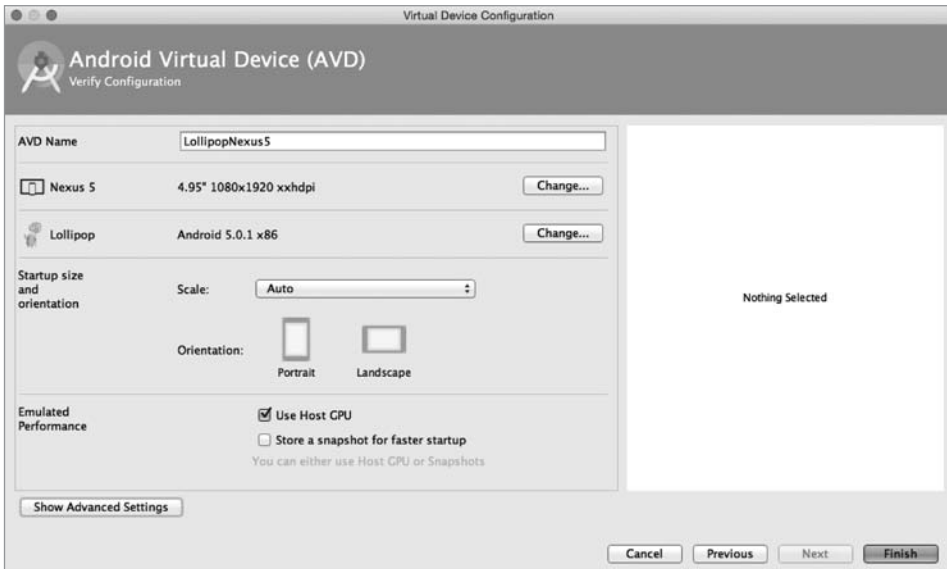 Virtual Device Configuration
Android Virtual Device (AVD)
Verify Configuration
AVD Name
LollipopNexus5
Nexus 5
4.95" 1080x1920 xxhdpi
Change...
Lollipop
Android 5.0.1 x86
Change...
Startup size
and
orientation
Scale:
Auto
Orientation:
Portrait
Landscape
Nothing Selected
Emulated
Performance
Use Host GPU
Store a snapshot for faster startup
You can either use Host GPU or Snapshots
Show Advanced Settings
Cancel
Previous
Next
Finish